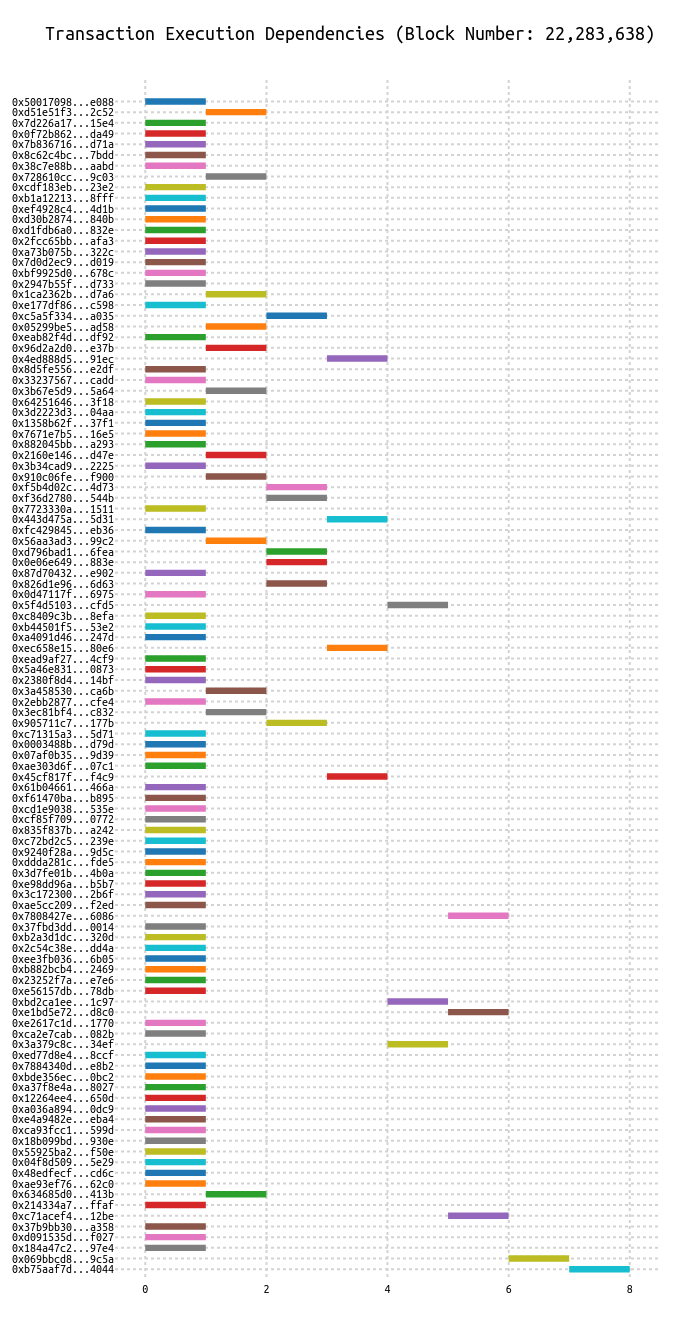 Transaction Execution Dependencies (Block Number: 22,283,638)
0x50017098...e088
0xd51e51f3...2c52
0x7d226a17...15e4
0x0f72b862...da49
0x7b836716...d71a
0x8c62c4bc...7bdd
0x38c7e88b...aabd
0x728610cc...9c03
0xcdf183eb...23e2
0xb1a12213...8fff
0xef4928c4...4d1b
0xd30b2874...840b
0xd1fdb6a0...832e
0x2fcc65bb...afa3
0xa73b075b...322c
0x7d0d2ec9...d019
0xbf9925d0...678c
0x2947b55f...d733
0x1ca2362b...d7a6
0xe177df86...c598
0xc5a5f334...a035
0x05299be5...ad58
0xeab82f4d...df92
0x96d2a2d0...e37b
0x4ed888d5...91ec
0x8d5fe556...e2df
0x33237567...cadd
0x3b67e5d9...5a64
0x64251646...3f18
0x3d2223d3...04aa
0x1358b62f...37f1
0x7671e7b5...16e5
0x882045bb...a293
0x2160e146...d47e
0x3b34cad9...2225
0x910c06fe...f900
0xf5b4d02c...4d73
0xf36d2780...544b
0x7723330a...1511
0x443d475a...5d31
0xfc429845...eb36
0x56aa3ad3...99c2
0xd796bad1...6fea
0x0e06e649...883e
0x87d70432...e902
0x826d1e96...6d63
0x0d47117f...6975
0x5f4d5103...cfd5
0xc8409c3b...8efa
0xb44501f5...53e2
0xa4091d46...247d
0xec658e15...80e6
0xead9af27...4cf9
0x5a46e831...0873
0x2380f8d4...14bf
0x3a458530...ca6b
0x2ebb2877...cfe4
0x3ec81bf4...c832
0x905711c7...177b
0xc71315a3...5d71
0x0003488b...d79d
0x07af0b35...9d39
0xae303d6f...07c1
0x45cf817f...f4c9
0x61b04661...466a
0xf61470ba...b895
0xcd1e9038...535e
0xcf85f709...0772
0x835f837b...a242
0xc72bd2c5...239e
0x9240f28a...9d5c
0xddda281c...fde5
0x3d7fe01b...4b0a
0xe98dd96a...b5b7
0x3c172300...2b6f
0xae5cc209...f2ed
0x7808427e...6086
0x37fbd3dd...0014
0xb2a3d1dc...320d
0x2c54c38e...dd4a
0xee3fb036...6b05
0xb882bcb4...2469
0x23252f7a...e7e6
0xe56157db...78db
0xbd2ca1ee...1c97
0xe1bd5e72...d8c0
0xe2617c1d...1770
0xca2e7cab...082b
0x3a379c8c...34ef
0xed77d8e4...8ccf
0x7884340d...e8b2
0xbde356ec...0bc2
0xa37f8e4a...8027
0x12264ee4...650d
0xa036a894...0dc9
0xe4a9482e...eba4
0xca93fcc1...599d
0x18b099bd...930e
0x55925ba2...f50e
0x04f8d509...5e29
0x48edfecf...cd6c
0xae93ef76...62c0
0x634685d0...413b
0x214334a7...ffaf
0xc71acef4...12be
0x37b9bb30...a358
0xd091535d...f027
0x184a47c2...97e4
0x069bbcd8...9c5a
0xb75aaf7d...4044
0 2 4 6 8